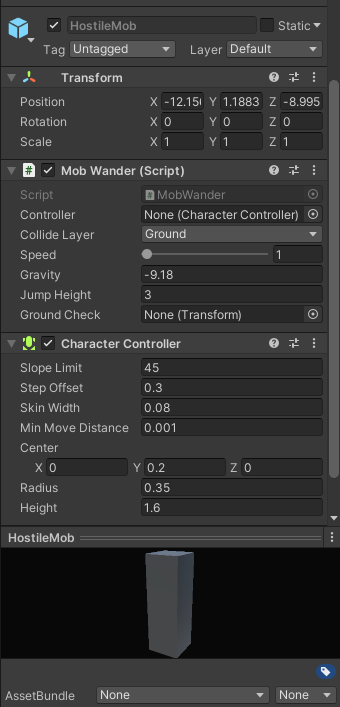 HostileMob Static
Tag Untagged Layer Default
Transform
Position X -12.15 Y 1.1883 Z -8.995
Rotation X 0 Y 0 Z 0
Scale X 1 Y 1 Z 1
# Mob Wander (Script)
Script # MobWander
Controller None (Character Controller)
Collide Layer Ground
Speed 1
Gravity -9.18
Jump Height 3
Ground Check None (Transform)
Character Controller
Slope Limit 45
Step Offset 0.3
Skin Width 0.08
Min Move Distance 0.001
Center
X 0 Y 0.2 Z 0
Radius 0.35
Height 1.6
HostileMob
AssetBundle None None